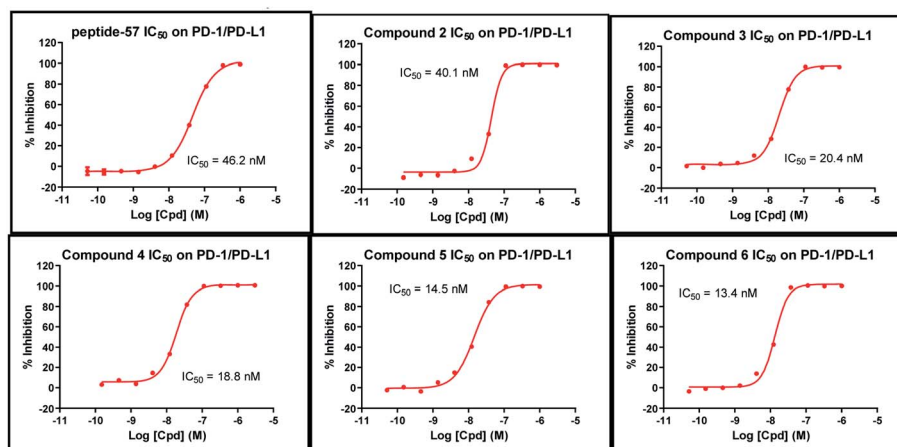 peptide-57 IC50 on PD-1/PD-L1
% Inhibition
120
100
80
60
40
20
0
-20
IC50 = 46.2 nM
-11 -10 -9 -8 -7 -6 -5
Log [Cpd] (M)
Compound 2 IC50 on PD-1/PD-L1
% Inhibition
120
100
80
60
40
20
0
-20
IC50 = 40.1 nM
-11 -10 -9 -8 -7 -6 -5
Log [Cpd] (M)
Compound 3 IC50 on PD-1/PD-L1
% Inhibition
120
100
80
60
40
20
0
-20
IC50 = 20.4 nM
-11 -10 -9 -8 -7 -6 -5
Log [Cpd] (M)
Compound 4 IC50 on PD-1/PD-L1
% Inhibition
120
100
80
60
40
20
0
-20
IC50 = 18.8 nM
-11 -10 -9 -8 -7 -6 -5
Log [Cpd] (M)
Compound 5 IC50 on PD-1/PD-L1
% Inhibition
120
100
80
60
40
20
0
-20
IC50 = 14.5 nM
-11 -10 -9 -8 -7 -6 -5
Log [Cpd] (M)
Compound 6 IC50 on PD-1/PD-L1
% Inhibition
120
100
80
60
40
20
0
-20
IC50 = 13.4 nM
-11 -10 -9 -8 -7 -6 -5
Log [Cpd] (M)